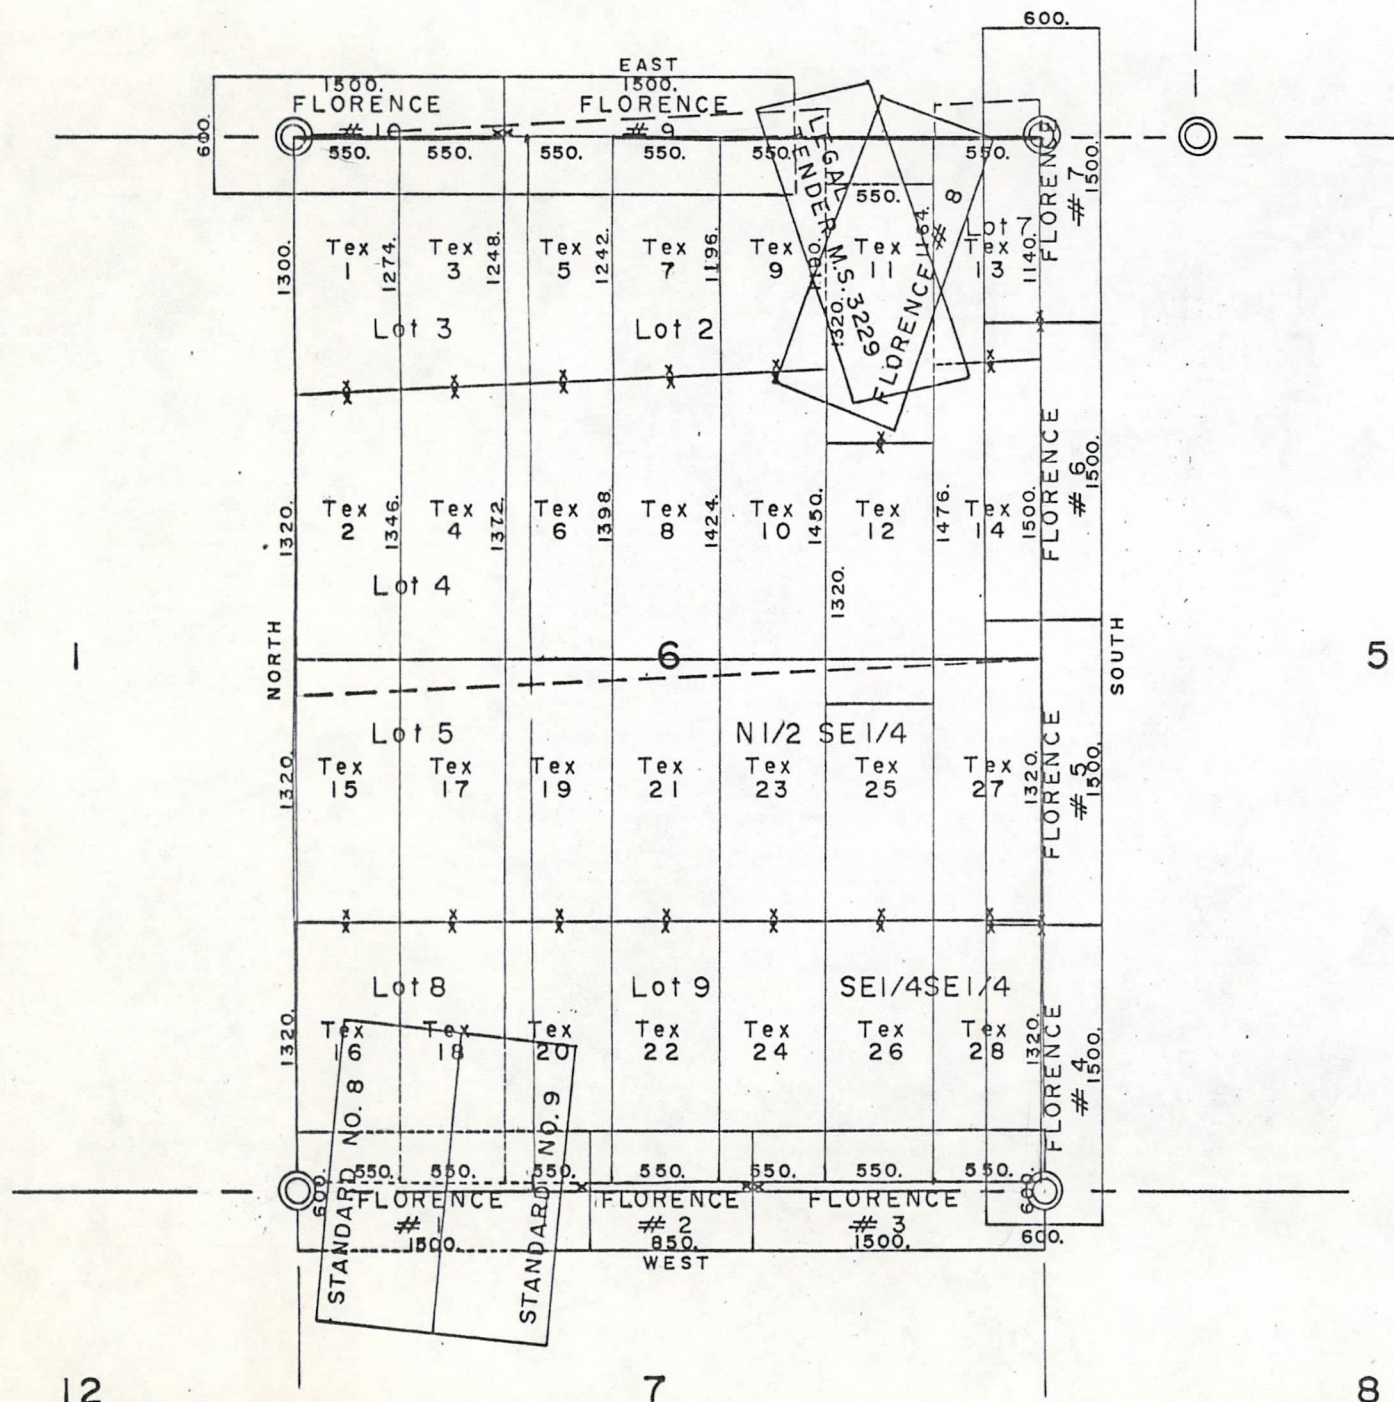 600.
EAST
1500.
1500.
FLORENCE
# 10
FLORENCE
# 9
600.
550.
550.
550.
550.
550.
550.
550.
LEGAL
TENDER M.S. 3229
FLORENCE # 8
FLORENCE
# 7
1500.
Lot 7
1300.
Tex
1
1274.
Tex
3
1248.
Tex
5
1242.
Tex
7
1196.
Tex
9
1320.
Tex
11
1164.
Tex
13
1140.
Lot 3
Lot 2
FLORENCE
# 6
1500.
1320.
Tex
2
1346.
Tex
4
1372.
Tex
6
1398.
Tex
8
1424.
Tex
10
1450.
Tex
12
1476.
Tex
14
1500.
Lot 4
1320.
NORTH
SOUTH
1
6
5
Lot 5
N1/2 SE1/4
1320.
Tex
15
Tex
17
Tex
19
Tex
21
Tex
23
Tex
25
Tex
27
1320.
FLORENCE
# 5
1500.
Lot 8
Lot 9
SE1/4SE1/4
1320.
Tex
16
Tex
18
Tex
20
Tex
22
Tex
24
Tex
26
Tex
28
1320.
FLORENCE
# 4
1500.
STANDARD NO. 8
STANDARD NO. 9
600.
550.
550.
550.
550.
550.
550.
550.
600.
FLORENCE
# 1
1500.
FLORENCE
# 2
850.
FLORENCE
# 3
1500.
600.
WEST
12
7
8